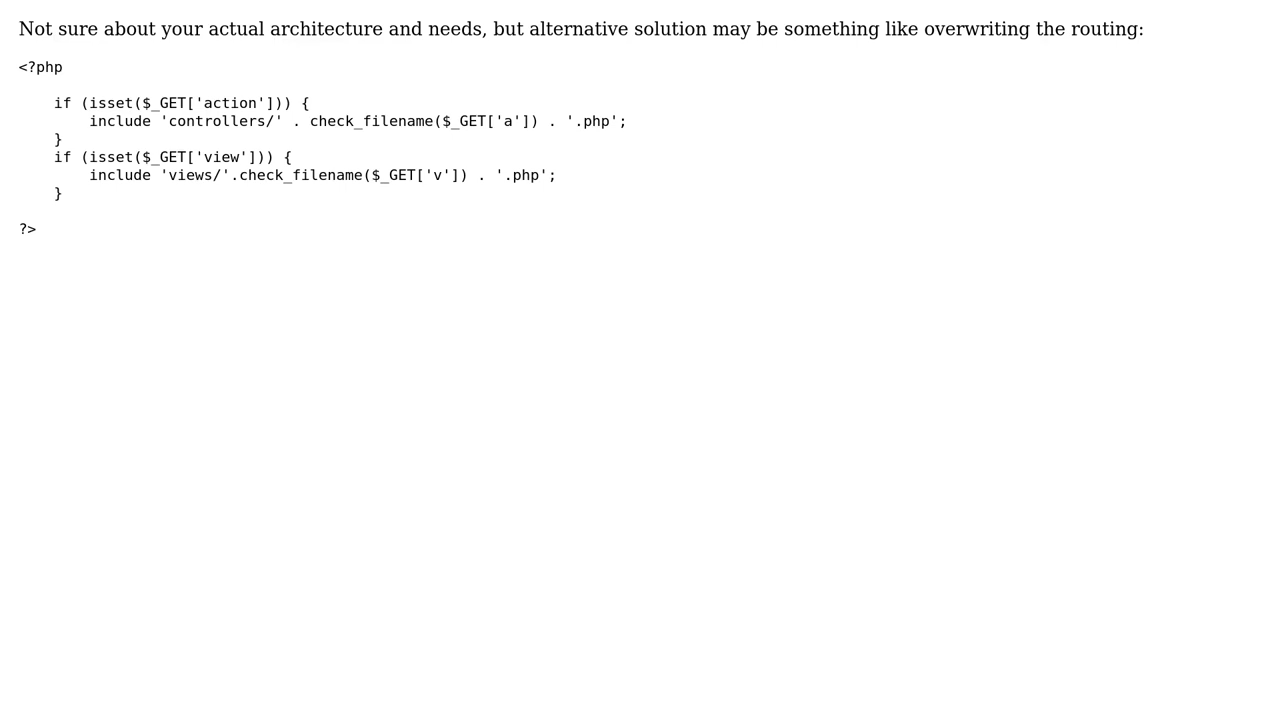 Not sure about your actual architecture and needs, but alternative solution may be something like overwriting the routing:
<?php
    if (isset($_GET['action'])) {
        include 'controllers/' . check_filename($_GET['a']) . '.php';
    }
    if (isset($_GET['view'])) {
        include 'views/'.check_filename($_GET['v']) . '.php';
    }
?>